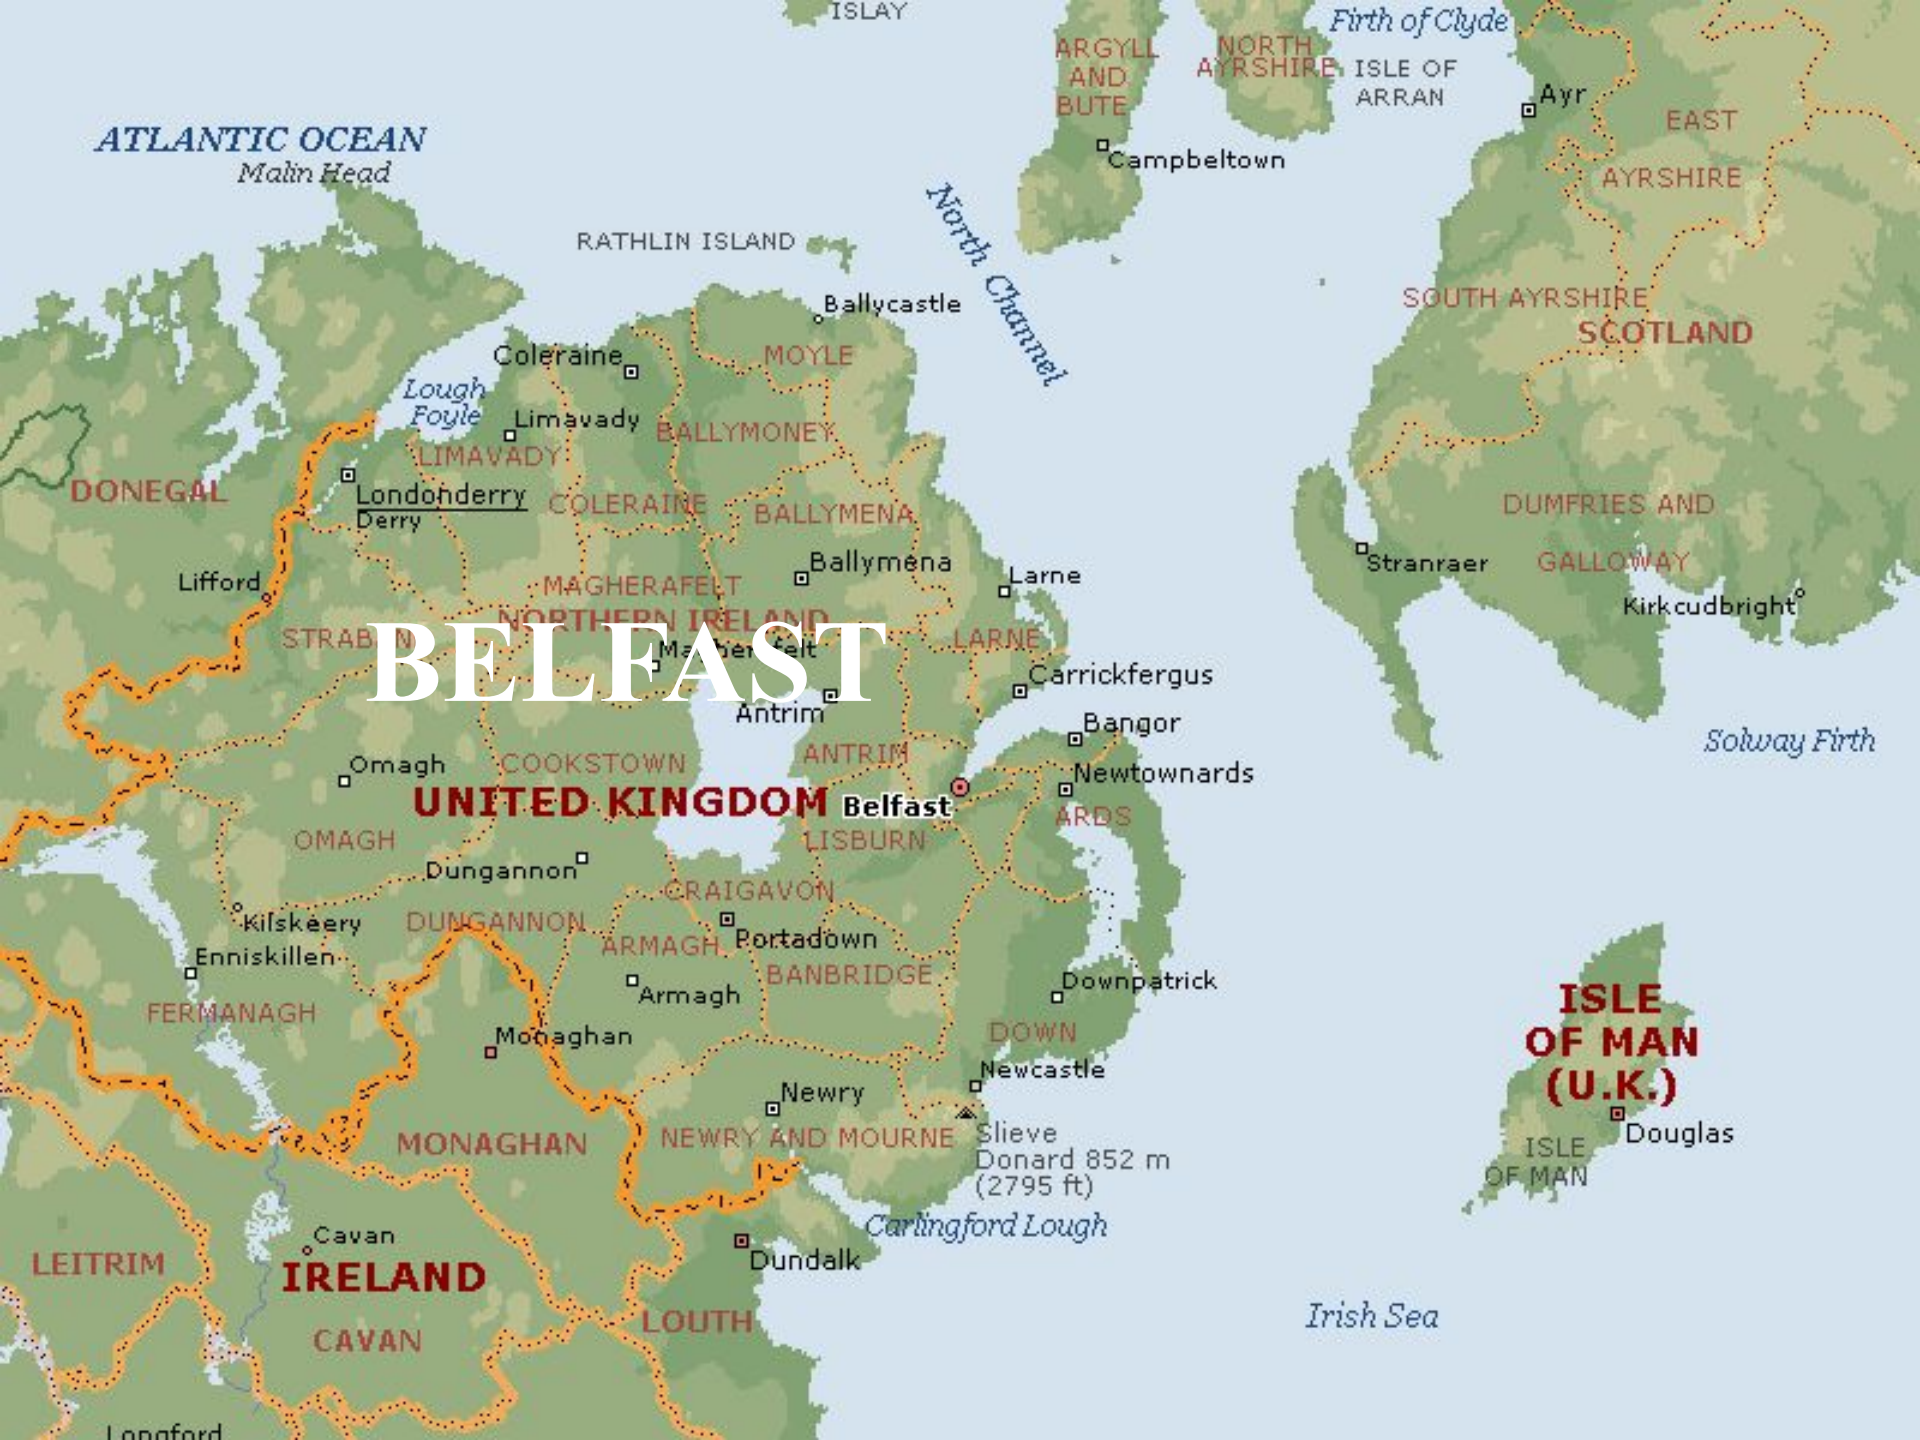 ISLAY
Firth of Clyde
ARGYLL
AND
BUTE
NORTH
AYRSHIRE
ISLE OF
ARRAN
Ayr
EAST
AYRSHIRE
ATLANTIC OCEAN
Malin Head
Campbeltown
North Channel
RATHLIN ISLAND
Ballycastle
SOUTH AYRSHIRE
SCOTLAND
Coleraine
MOYLE
Lough
Foyle
Limavady
BALLYMONEY
LIMAVADY
DONEGAL
Londonderry
Derry
COLERAINE
BALLYMENA
DUMFRIES AND
GALLOWAY
Stranraer
Kirkcudbright
Ballymena
Larne
Lifford
MAGHERAFELT
NORTHERN IRELAND
STRABAN
BELFAST
Magherafelt
LARNE
Carrickfergus
Antrim
Bangor
Solway Firth
Omagh
COOKSTOWN
ANTRIM
Newtownards
UNITED KINGDOM
Belfast
ARDS
OMAGH
LISBURN
Dungannon
CRAIGAVON
Kilskeery
DUNGANNON
ARMAGH
Portadown
Enniskillen
BANBRIDGE
Armagh
Downpatrick
FERMANAGH
Monaghan
DOWN
ISLE
OF MAN
(U.K.)
Newcastle
Newry
Douglas
MONAGHAN
NEWRY AND MOURNE
Slieve
Donard 852 m
(2795 ft)
ISLE
OF MAN
Carlingford Lough
Cavan
LEITRIM
IRELAND
Dundalk
Irish Sea
LOUTH
CAVAN
Longford